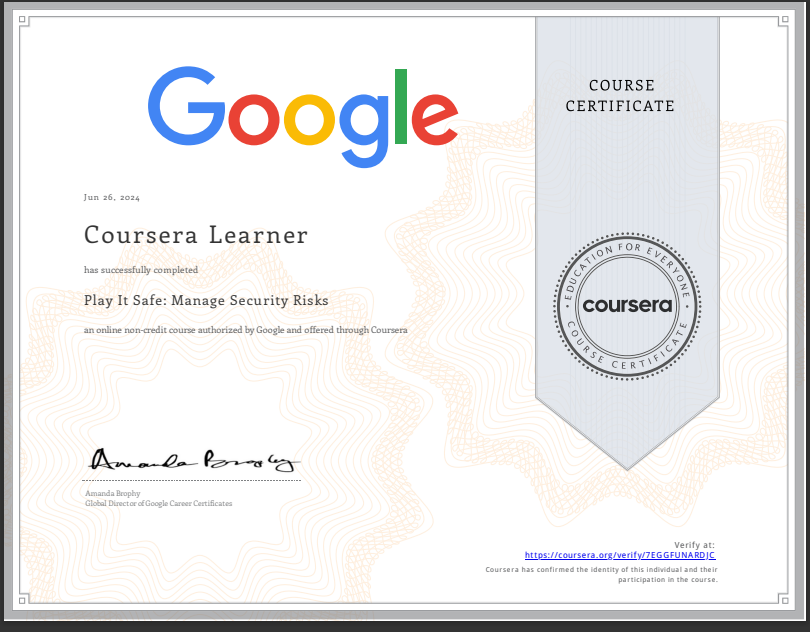 Google
COURSE
CERTIFICATE
Jun 26, 2024
Coursera Learner
has successfully completed
Play It Safe: Manage Security Risks
an online non-credit course authorized by Google and offered through Coursera
EDUCATION FOR EVERYONE
coursera
COURSE CERTIFICATE
Amanda Brophy
Amanda Brophy
Global Director of Google Career Certificates
Verify at:
https://coursera.org/verify/7EGGFUNARDJC
Coursera has confirmed the identity of this individual and their
participation in the course.